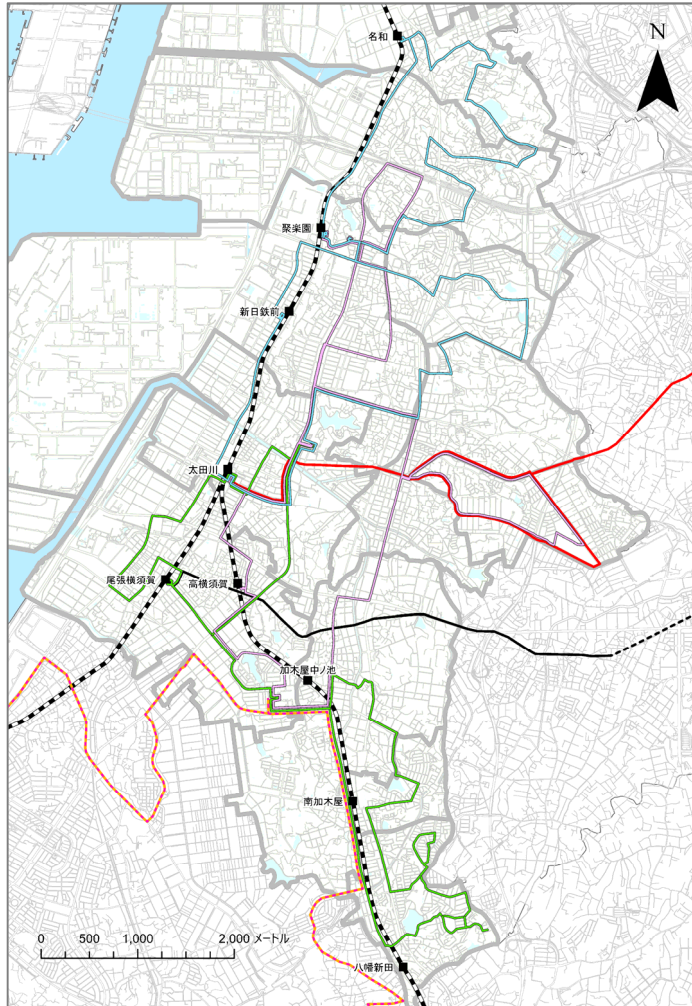 名和
N
聚楽園
新日鉄前
太田川
尾張横須賀
高横須賀
加木屋中ノ池
南加木屋
八幡新田
0 500 1,000 2,000 メートル